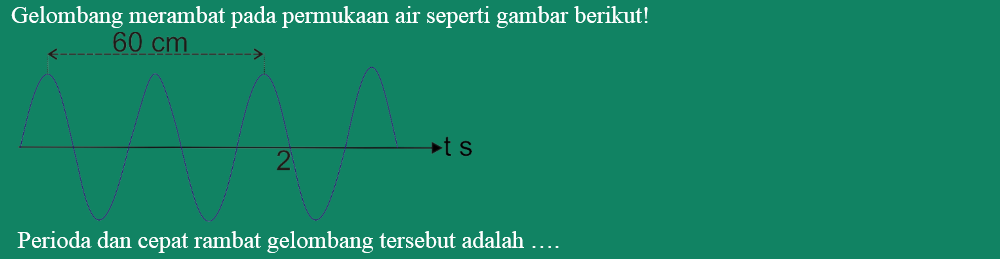 Gelombang merambat pada permukaan air seperti gambar berikut!
60 cm
t s
2
Perioda dan cepat rambat gelombang tersebut adalah ....